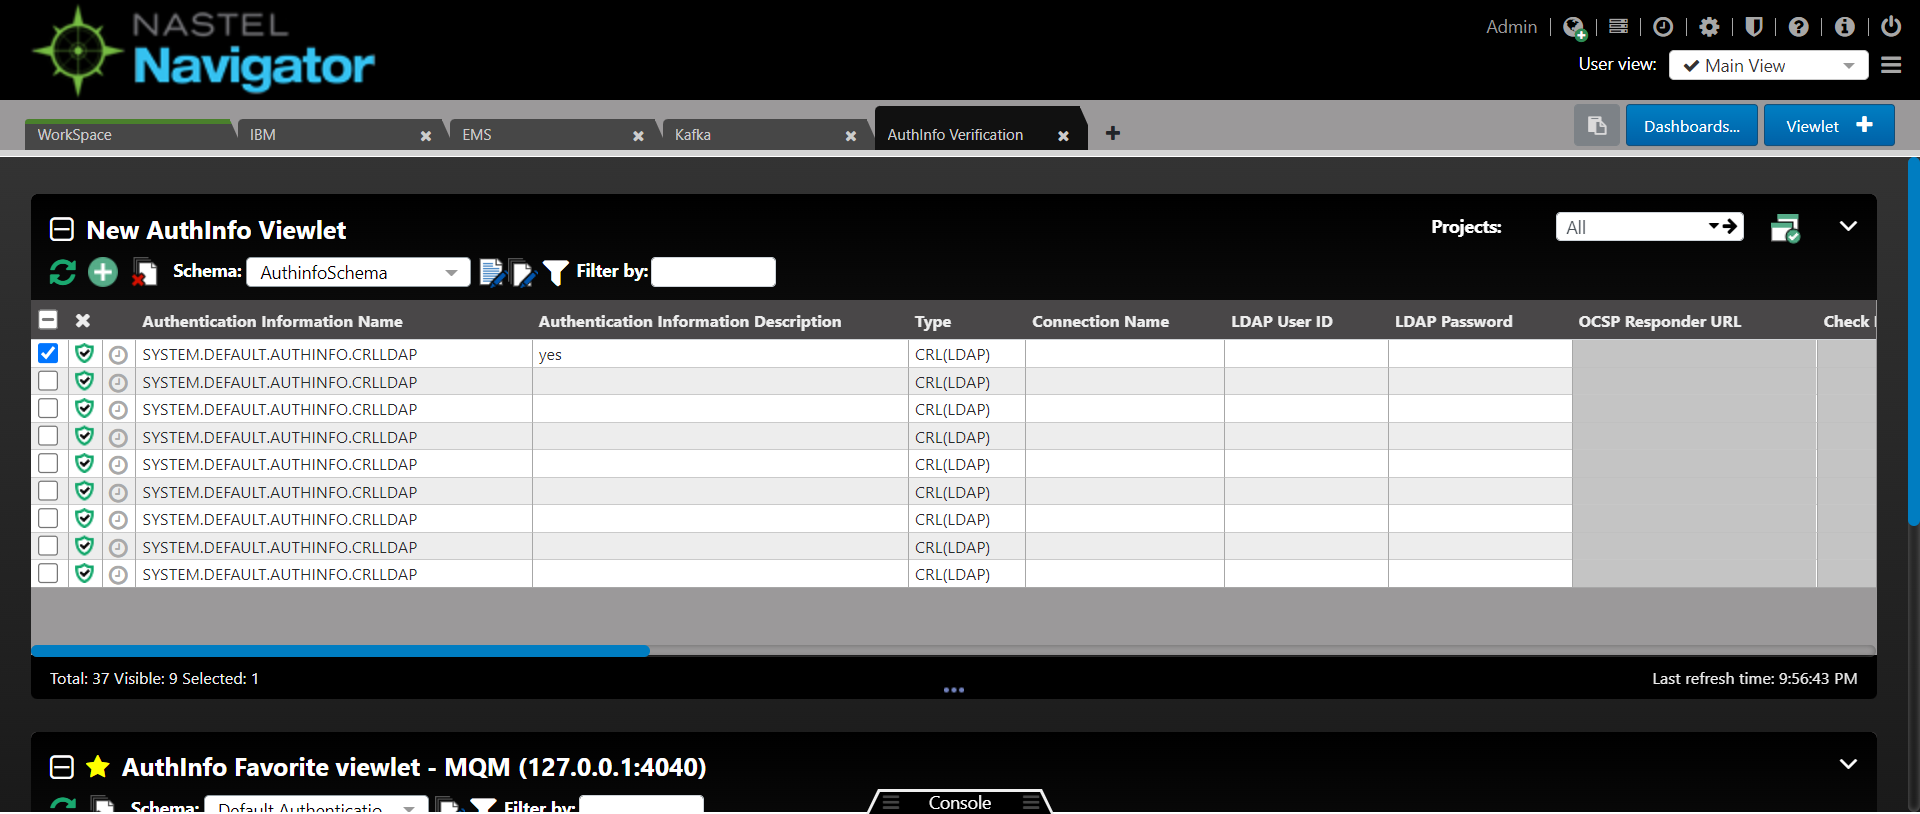 NASTEL
Navigator
Admin
User view: Main View
WorkSpace IBM EMS Kafka AuthInfo Verification
Dashboards... Viewlet
New AuthInfo Viewlet
Projects: All
Schema: AuthinfoSchema Filter by:
Authentication Information Name Authentication Information Description Type Connection Name LDAP User ID LDAP Password OCSP Responder URL Check
SYSTEM.DEFAULT.AUTHINFO.CRLLDAP yes CRL(LDAP)
SYSTEM.DEFAULT.AUTHINFO.CRLLDAP CRL(LDAP)
SYSTEM.DEFAULT.AUTHINFO.CRLLDAP CRL(LDAP)
SYSTEM.DEFAULT.AUTHINFO.CRLLDAP CRL(LDAP)
SYSTEM.DEFAULT.AUTHINFO.CRLLDAP CRL(LDAP)
SYSTEM.DEFAULT.AUTHINFO.CRLLDAP CRL(LDAP)
SYSTEM.DEFAULT.AUTHINFO.CRLLDAP CRL(LDAP)
SYSTEM.DEFAULT.AUTHINFO.CRLLDAP CRL(LDAP)
SYSTEM.DEFAULT.AUTHINFO.CRLLDAP CRL(LDAP)
Total: 37 Visible: 9 Selected: 1
Last refresh time: 9:56:43 PM
AuthInfo Favorite viewlet - MQM (127.0.0.1:4040)
Schema: Default Authenticatio Filter by:
Console